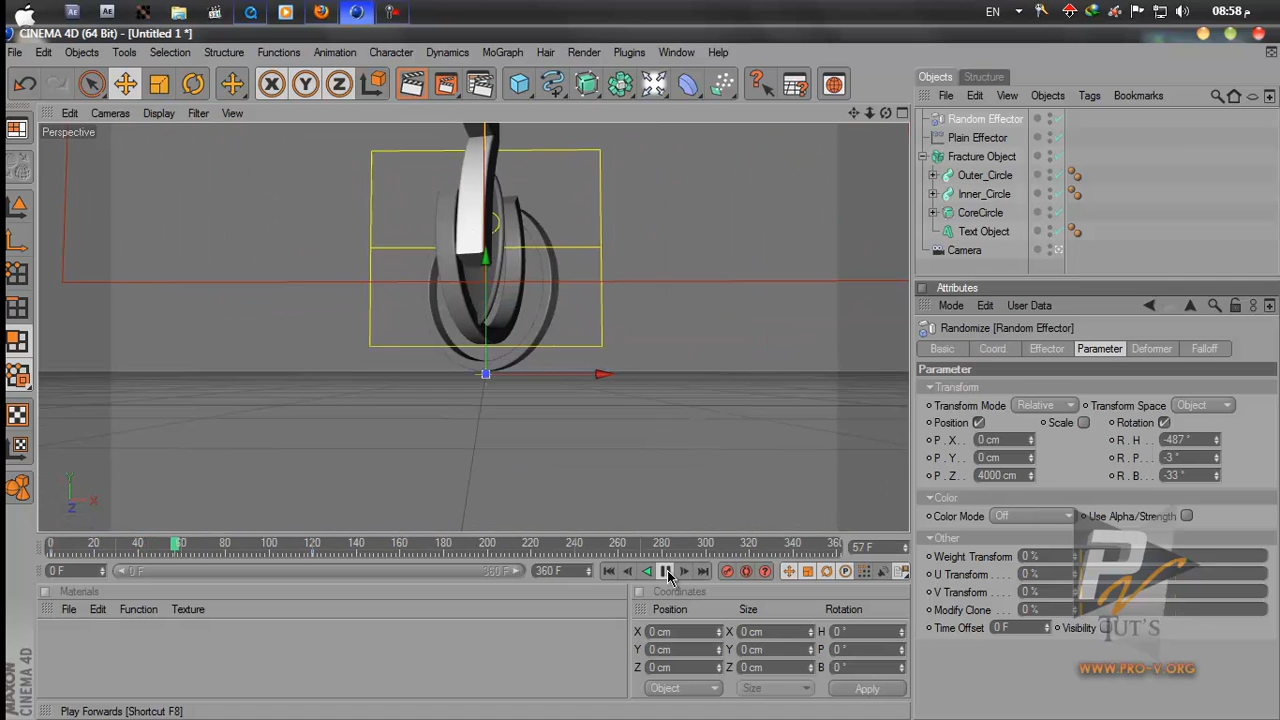 EN
08:58 م
CINEMA 4D (64 Bit) - [Untitled 1 *]
File Edit Objects Tools Selection Structure Functions Animation Character Dynamics MoGraph Hair Render Plugins Window Help
Objects Structure
File Edit View Objects Tags Bookmarks
Edit Cameras Display Filter View
Perspective
Random Effector
Plain Effector
Fracture Object
Outer_Circle
Inner_Circle
CoreCircle
Text Object
Camera
Attributes
Mode Edit User Data
Randomize [Random Effector]
Basic Coord. Effector Parameter Deformer Falloff
Parameter
Transform
Transform Mode Relative Transform Space Object
Position Scale Rotation
P . X . . 0 cm R . H . . -487 °
P . Y . . 0 cm R . P . . -3 °
P . Z . . 4000 cm R . B . . -33 °
Color
Color Mode Off Use Alpha/Strength
Other
Weight Transform 0 %
U Transform . . . . 0 %
V Transform . . . . 0 %
Modify Clone . . . 0 %
Time Offset 0 F Visibility
TUT'S
WWW.PRO-V.ORG
Y
X
Z
0 20 40 60 80 100 120 140 160 180 200 220 240 260 280 300 320 340 36
57 F
0 F 0 F 360 F 360 F
Materials
File Edit Function Texture
Coordinates
Position Size Rotation
X 0 cm X 0 cm H 0 °
Y 0 cm Y 0 cm P 0 °
Z 0 cm Z 0 cm B 0 °
Object Size Apply
MAXON
CINEMA 4D
Play Forwards [Shortcut F8]